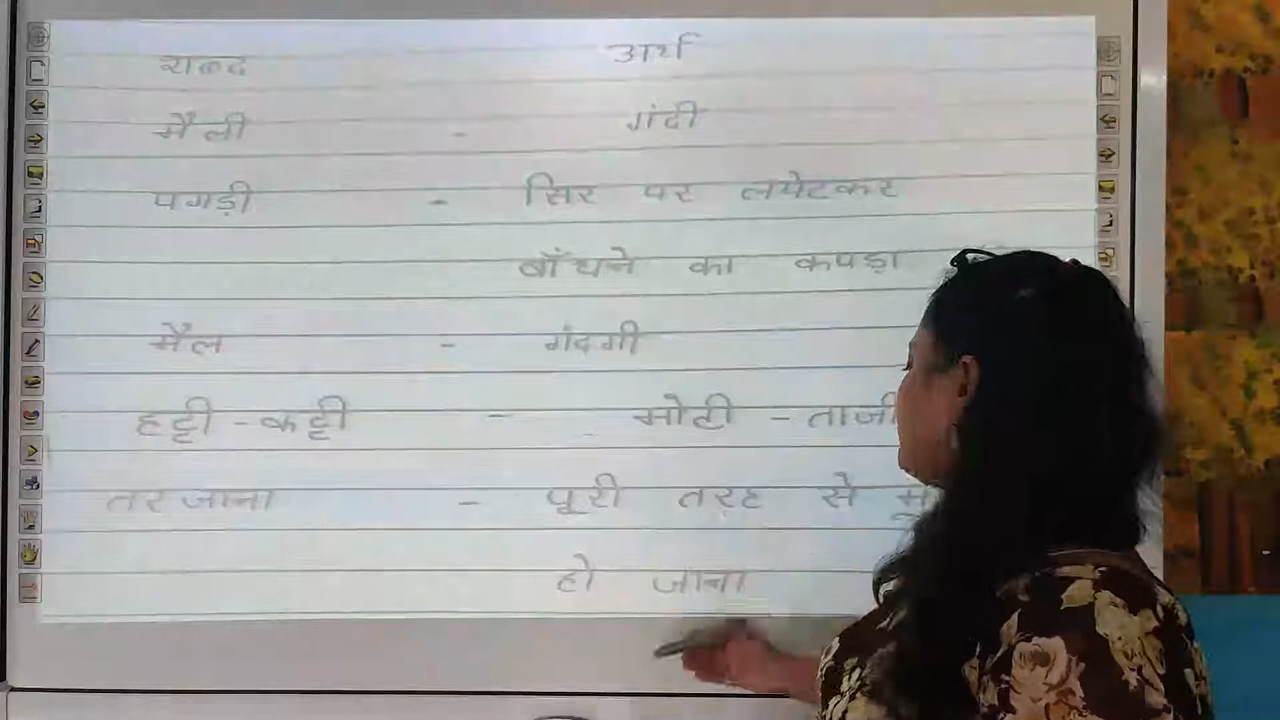 शब्द अर्थ
मैली - गंदी
पगड़ी - सिर पर लपेटकर
बाँधने का कपड़ा
मैल - गंदगी
हट्टी - कट्टी - मोटी - ताजी
तर जाना - पूरी तरह से
हो जाना